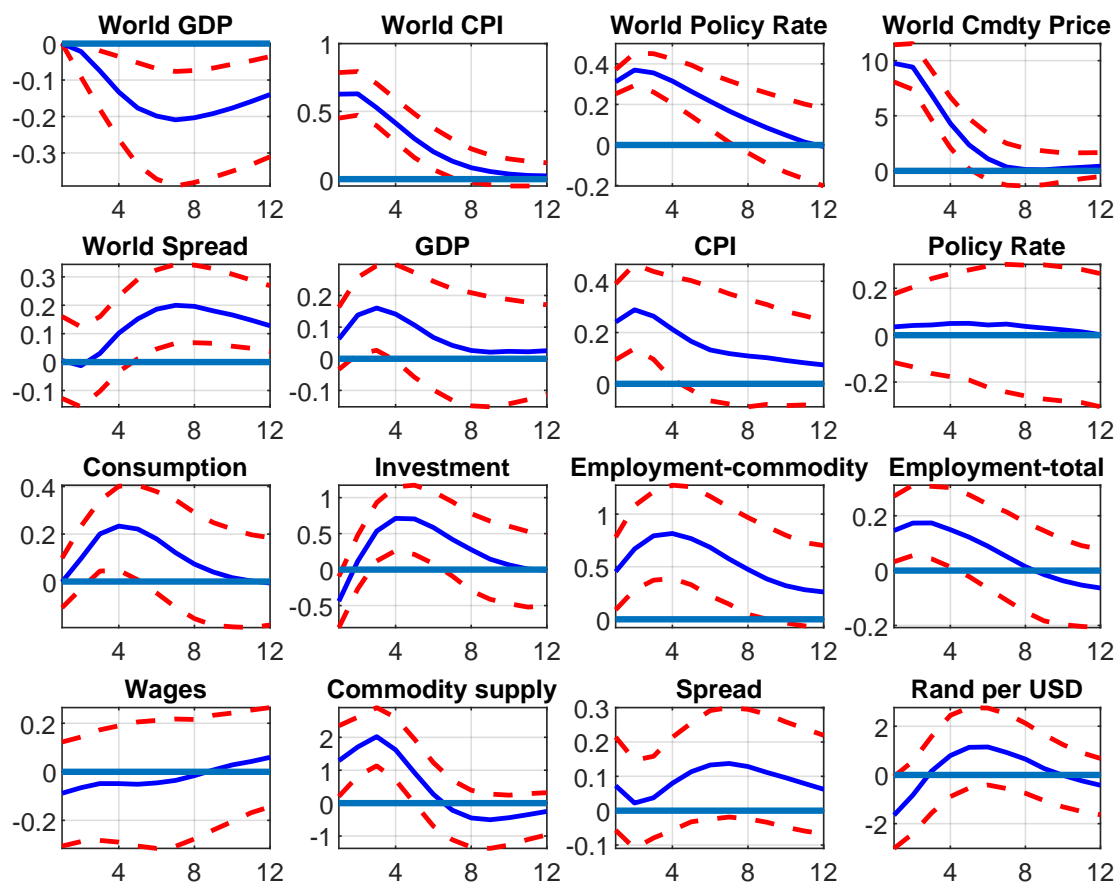 World GDP
0
-0.1
-0.2
-0.3
4 8 12
World CPI
1
0.5
0
4 8 12
World Policy Rate
0.4
0.2
0
-0.2
4 8 12
World Cmdty Price
10
5
0
4 8 12
World Spread
0.3
0.2
0.1
0
-0.1
4 8 12
GDP
0.2
0.1
0
-0.1
4 8 12
CPI
0.4
0.2
0
4 8 12
Policy Rate
0.2
0
-0.2
4 8 12
Consumption
0.4
0.2
0
4 8 12
Investment
1
0.5
0
-0.5
4 8 12
Employment-commodity
1
0.5
0
4 8 12
Employment-total
0.2
0
-0.2
4 8 12
Wages
0.2
0
-0.2
4 8 12
Commodity supply
2
1
0
-1
4 8 12
Spread
0.3
0.2
0.1
0
-0.1
4 8 12
Rand per USD
2
0
-2
4 8 12